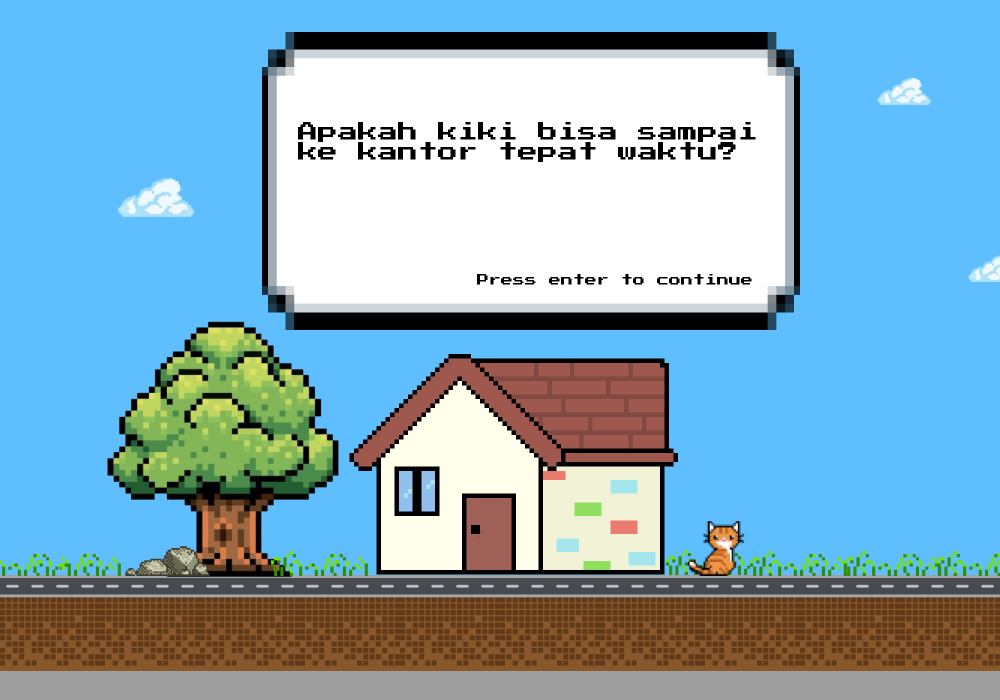 Apakah kiki bisa sampai
ke kantor tepat waktu?
Press enter to continue